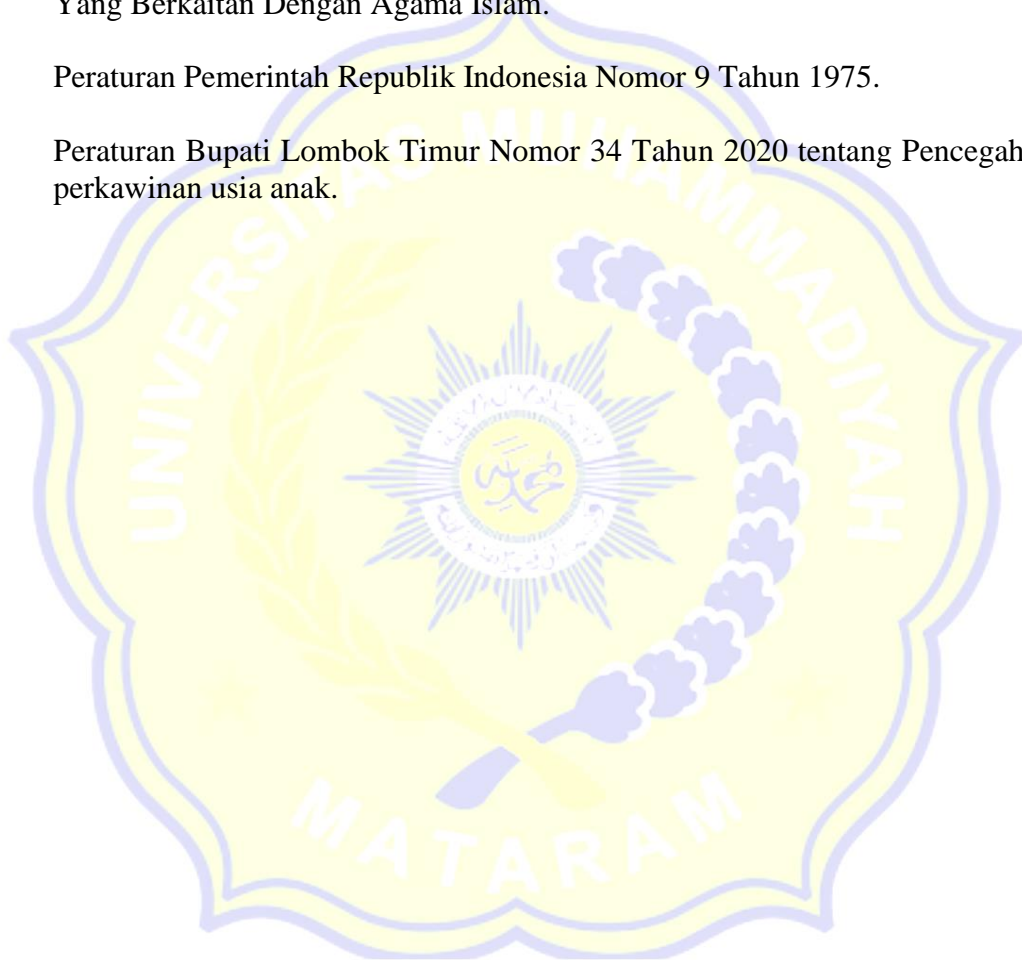 Yang Berkaitan Dengan Agama Islam.
Peraturan Pemerintah Republik Indonesia Nomor 9 Tahun 1975.
Peraturan Bupati Lombok Timur Nomor 34 Tahun 2020 tentang Pencegah
perkawinan usia anak.
UNIVERSITAS MUHAMMADIYAH
MATARAM